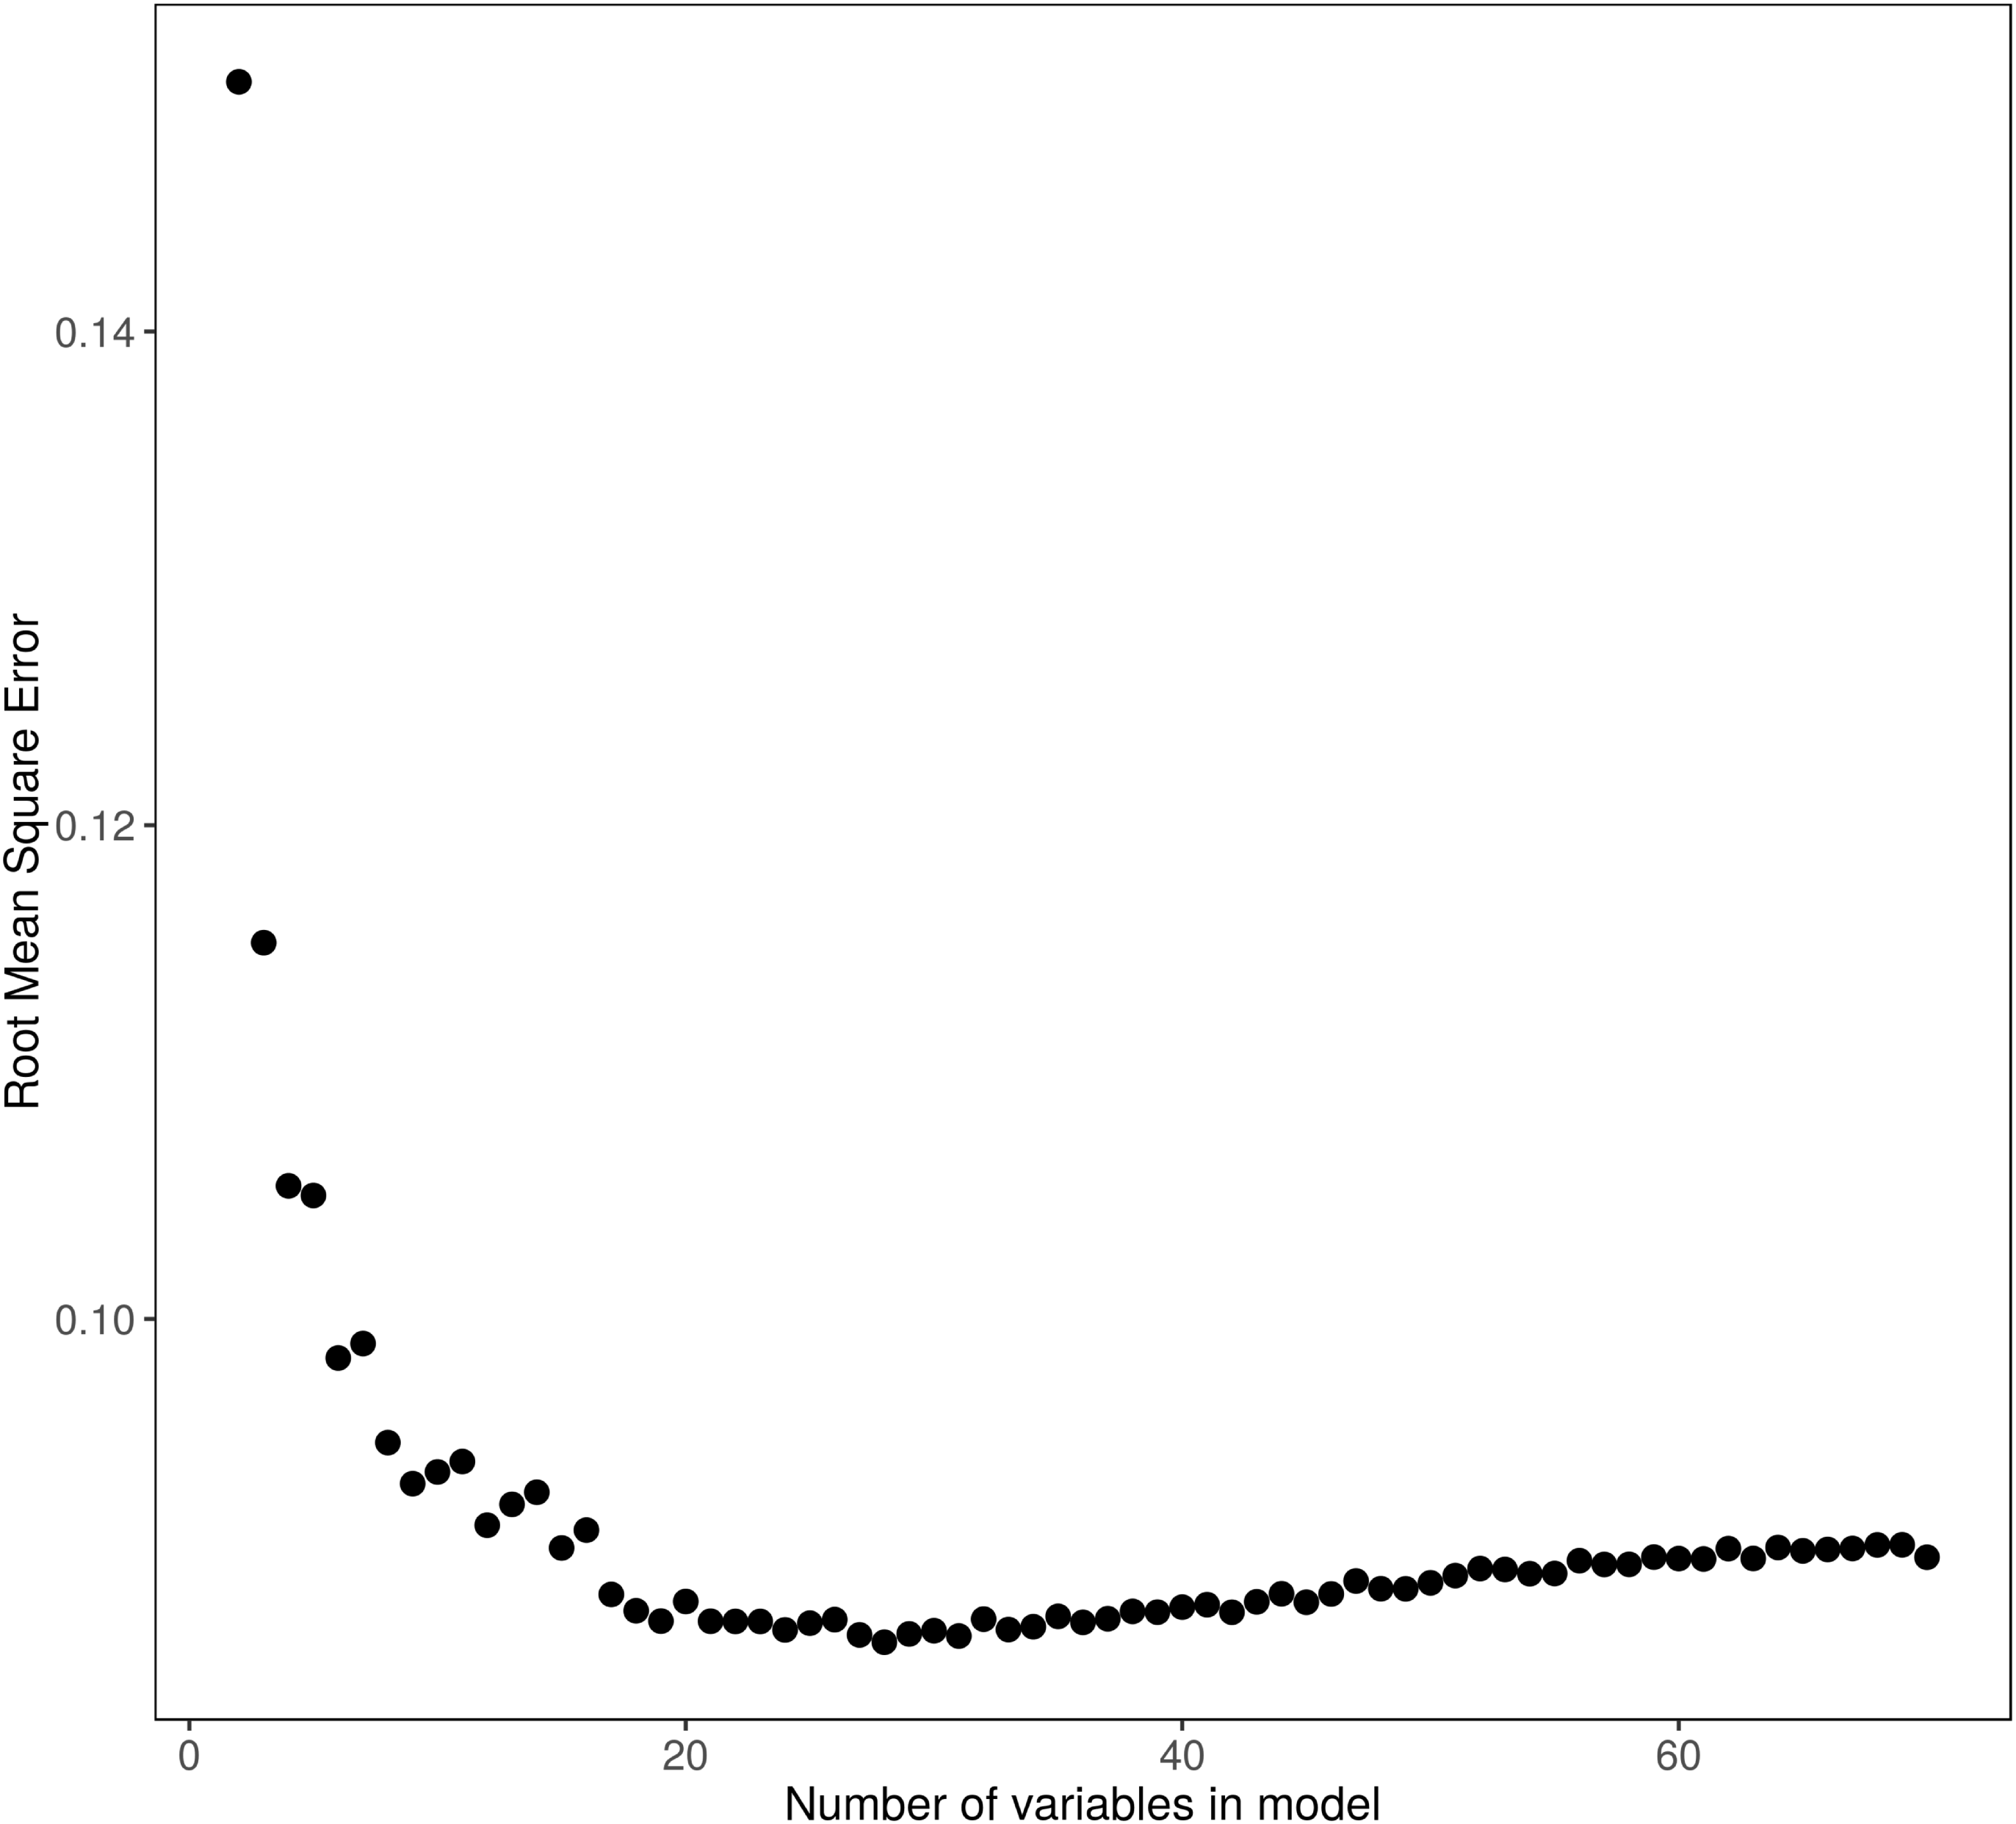 Root Mean Square Error
0.14
0.12
0.10
0 20 40 60
Number of variables in model